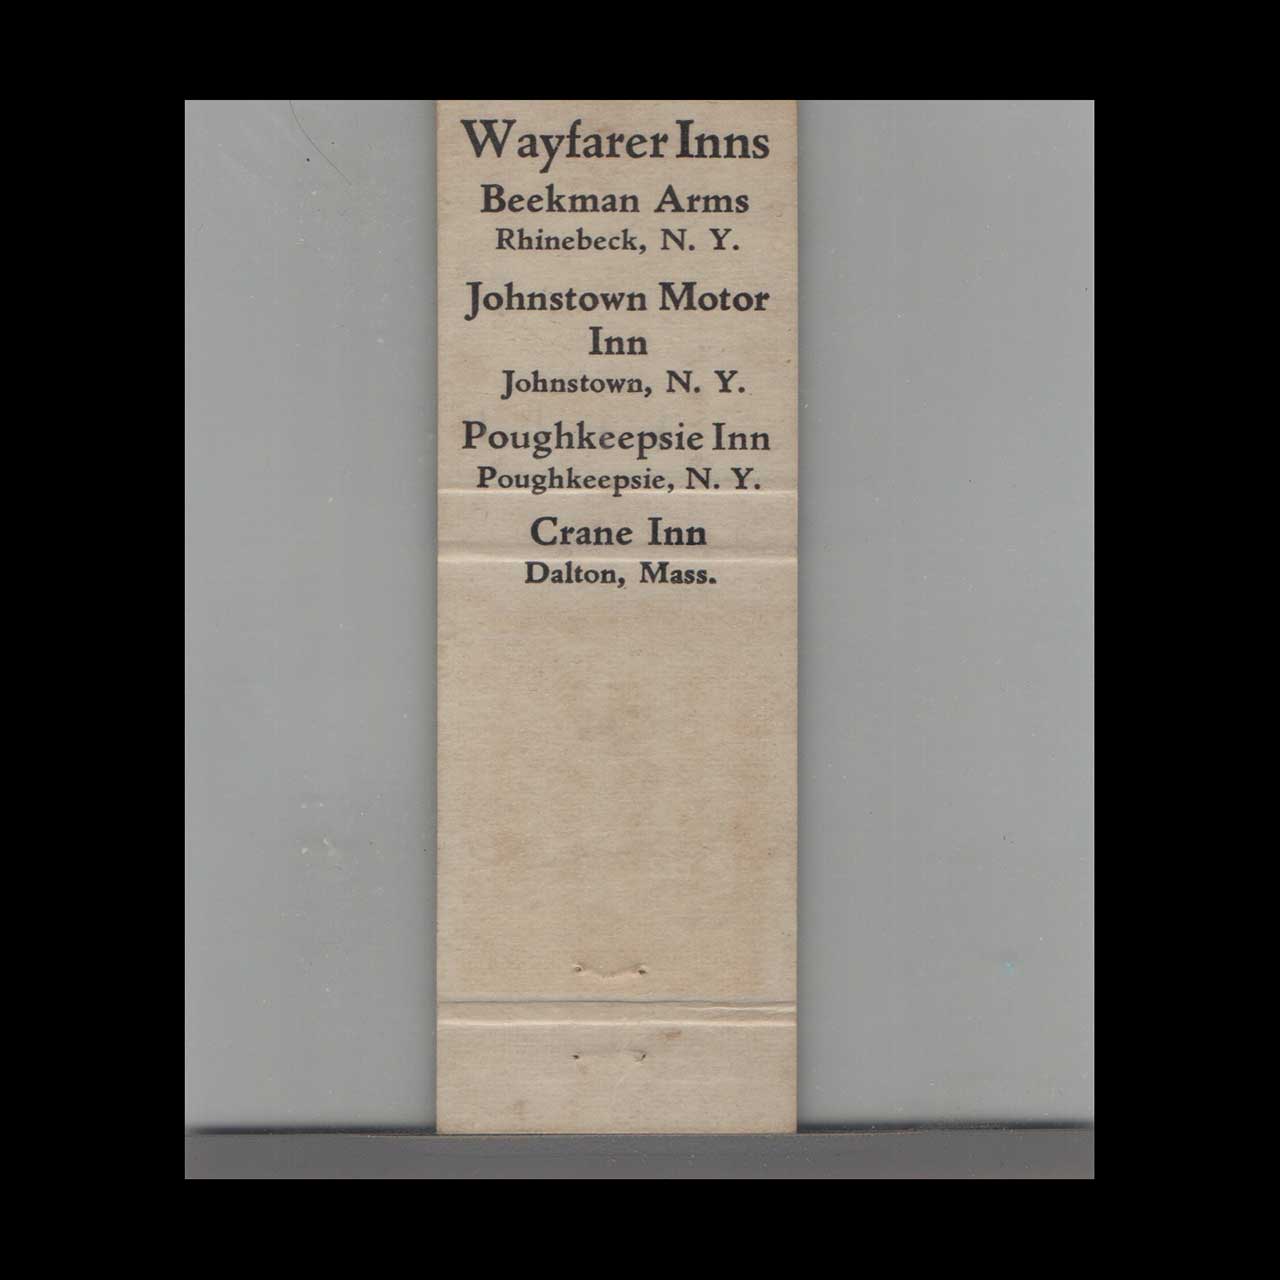 Wayfarer Inns
Beekman Arms
Rhinebeck, N. Y.
Johnstown Motor
Inn
Johnstown, N. Y.
Poughkeepsie Inn
Poughkeepsie, N. Y.
Crane Inn
Dalton, Mass.